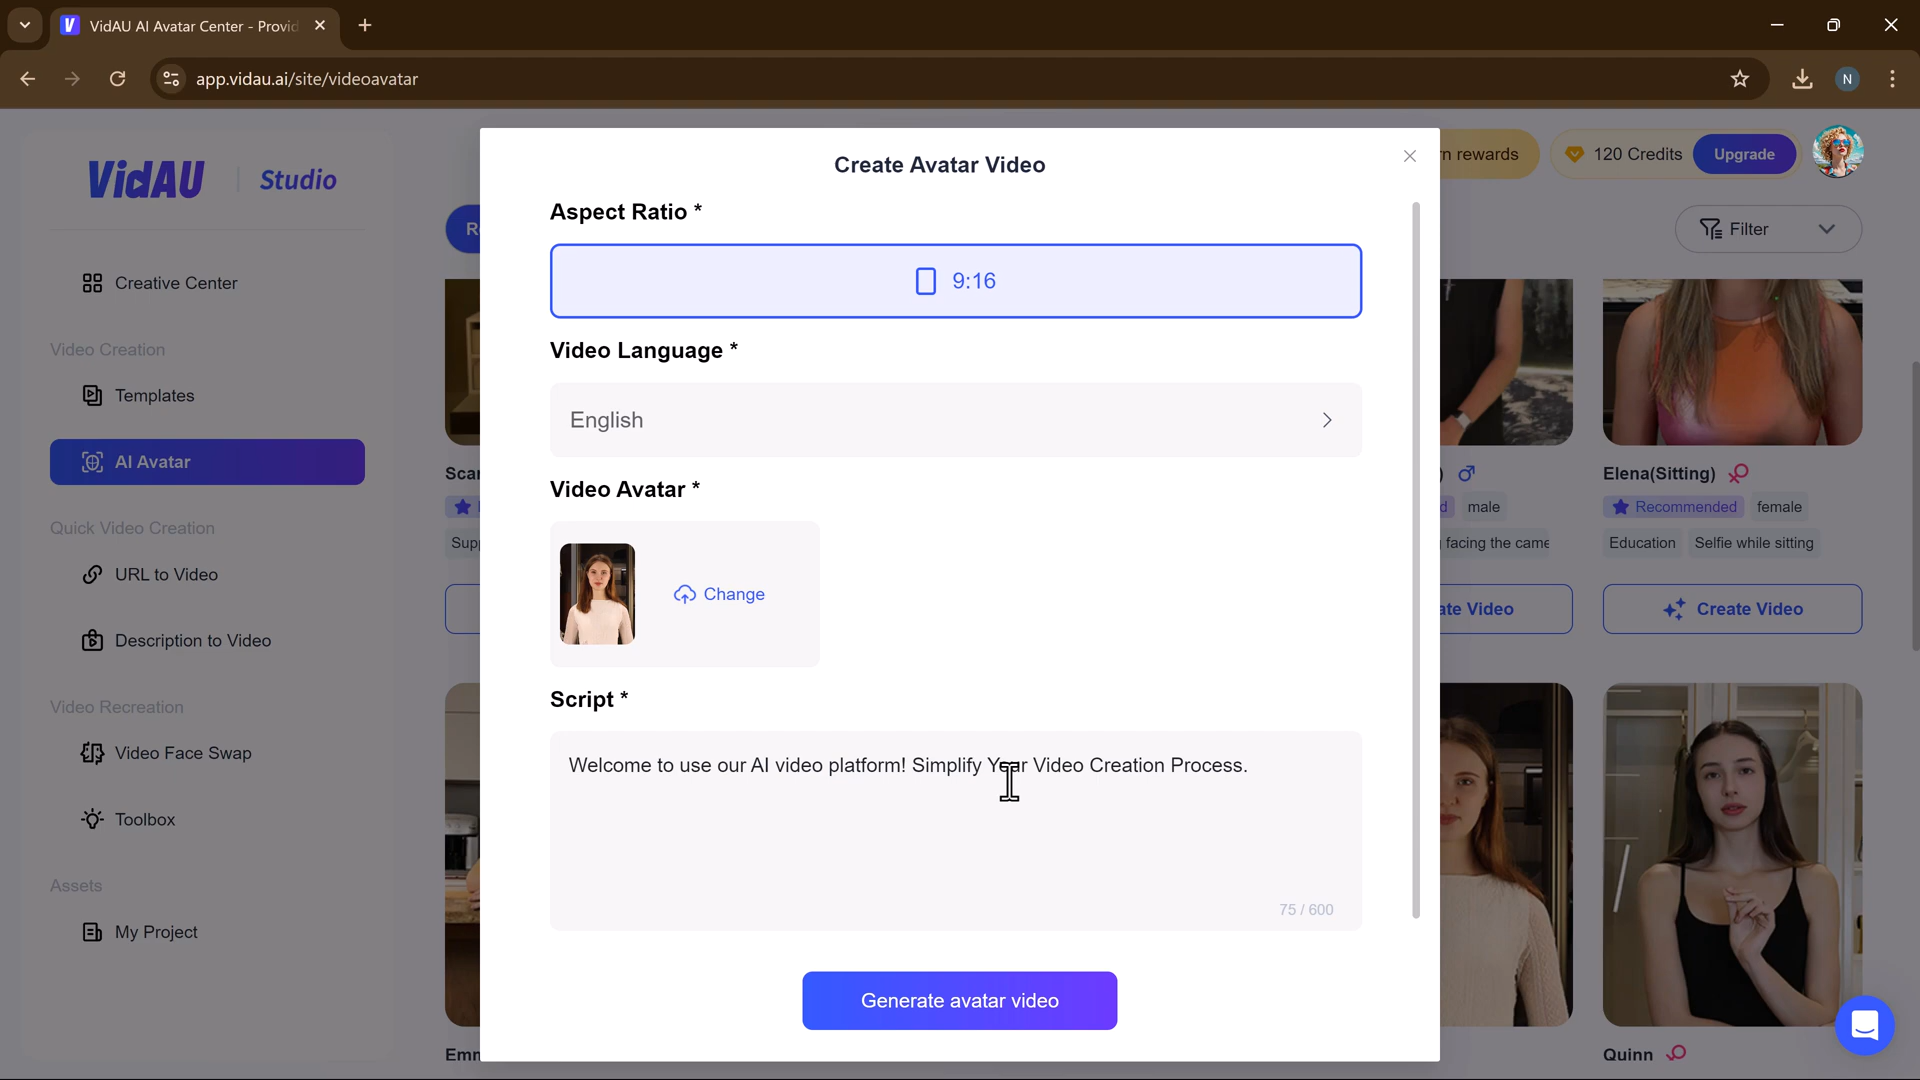 VidAU AI Avatar Center - Provid
app.vidau.ai/site/videoavatar
N
VidAU | Studio
Creative Center
Video Creation
Templates
AI Avatar
Quick Video Creation
URL to Video
Description to Video
Video Recreation
Video Face Swap
Toolbox
Assets
My Project
rewards
120 Credits
Upgrade
Filter
Create Avatar Video
Aspect Ratio *
9:16
Video Language *
English
Video Avatar *
Change
Script *
Welcome to use our AI video platform! Simplify Your Video Creation Process.
75 / 600
Generate avatar video
male
facing the came
Video
Elena(Sitting)
Recommended female
Education Selfie while sitting
Create Video
Quinn